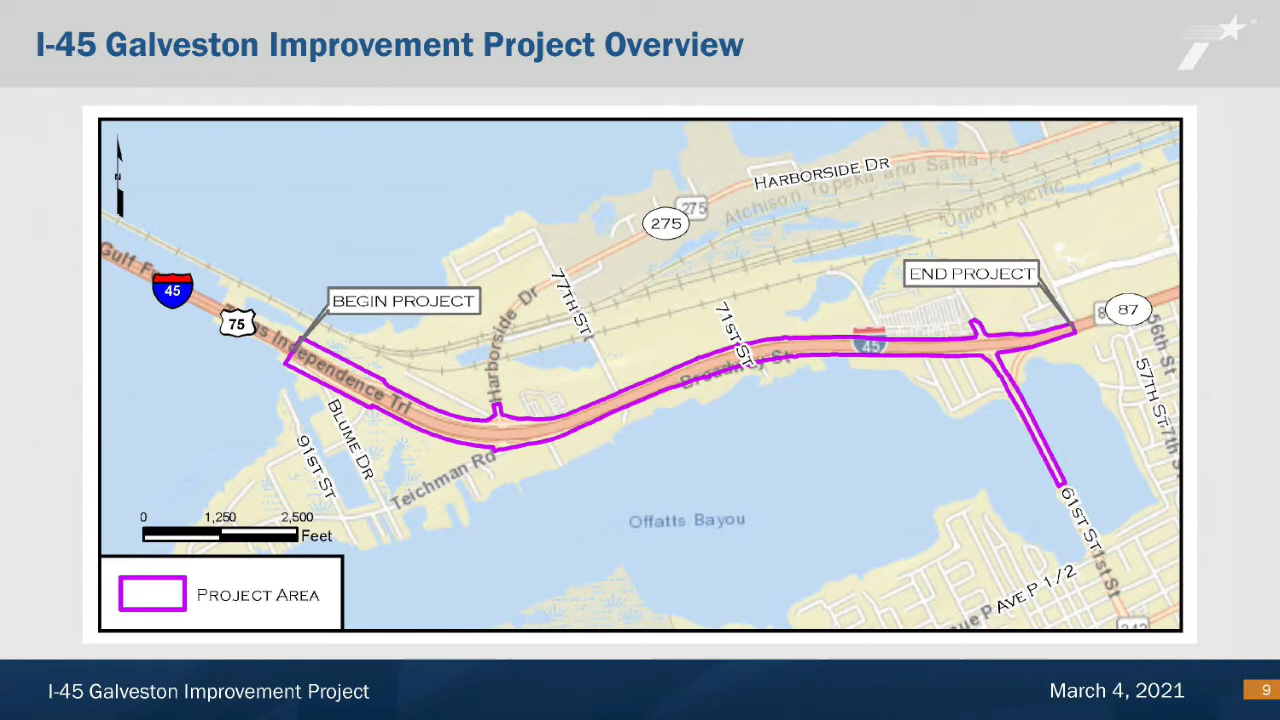 I-45 Galveston Improvement Project Overview
N
HARBORSIDE DR
Atchison Topeka and Santa Fe
275
275
Union Pacific
Gulf
45
75
BEGIN PROJECT
END PROJECT
87
Independence Trl
Harborside Dr
77TH ST
71ST ST
Broadway St
45
56th St
57TH ST
BLUME DR
91ST ST
Teichman Rd
Offatts Bayou
61ST ST
AVE P 1/2
0 1,250 2,500
Feet
PROJECT AREA
I-45 Galveston Improvement Project
March 4, 2021
9